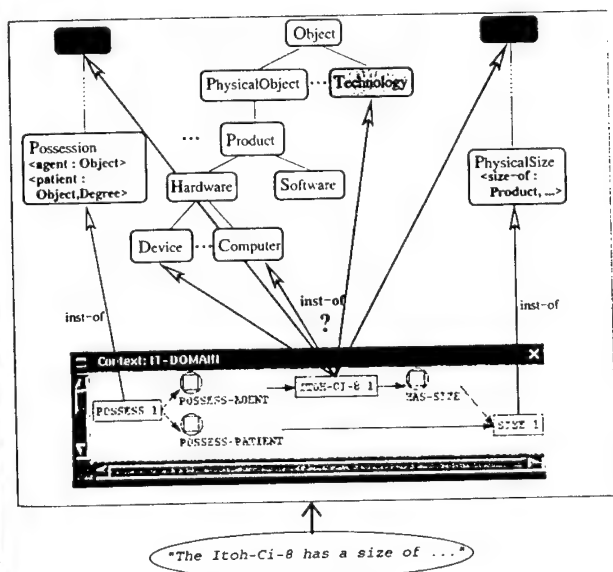 Object
PhysicalObject ... Technology
Possession
<agent : Object>
<patient :
Object,Degree>
... Product
PhysicalSize
<size-of :
Product, ...>
Hardware Software
Device ... Computer
inst-of inst-of inst-of
?
Context: IT-DOMAIN
POSSESS 1 POSSESS-AGENT ITOH-CI-8 1 HAS-SIZE
POSSESS-PATIENT SIZE 1
"The Itoh-Ci-8 has a size of ..."